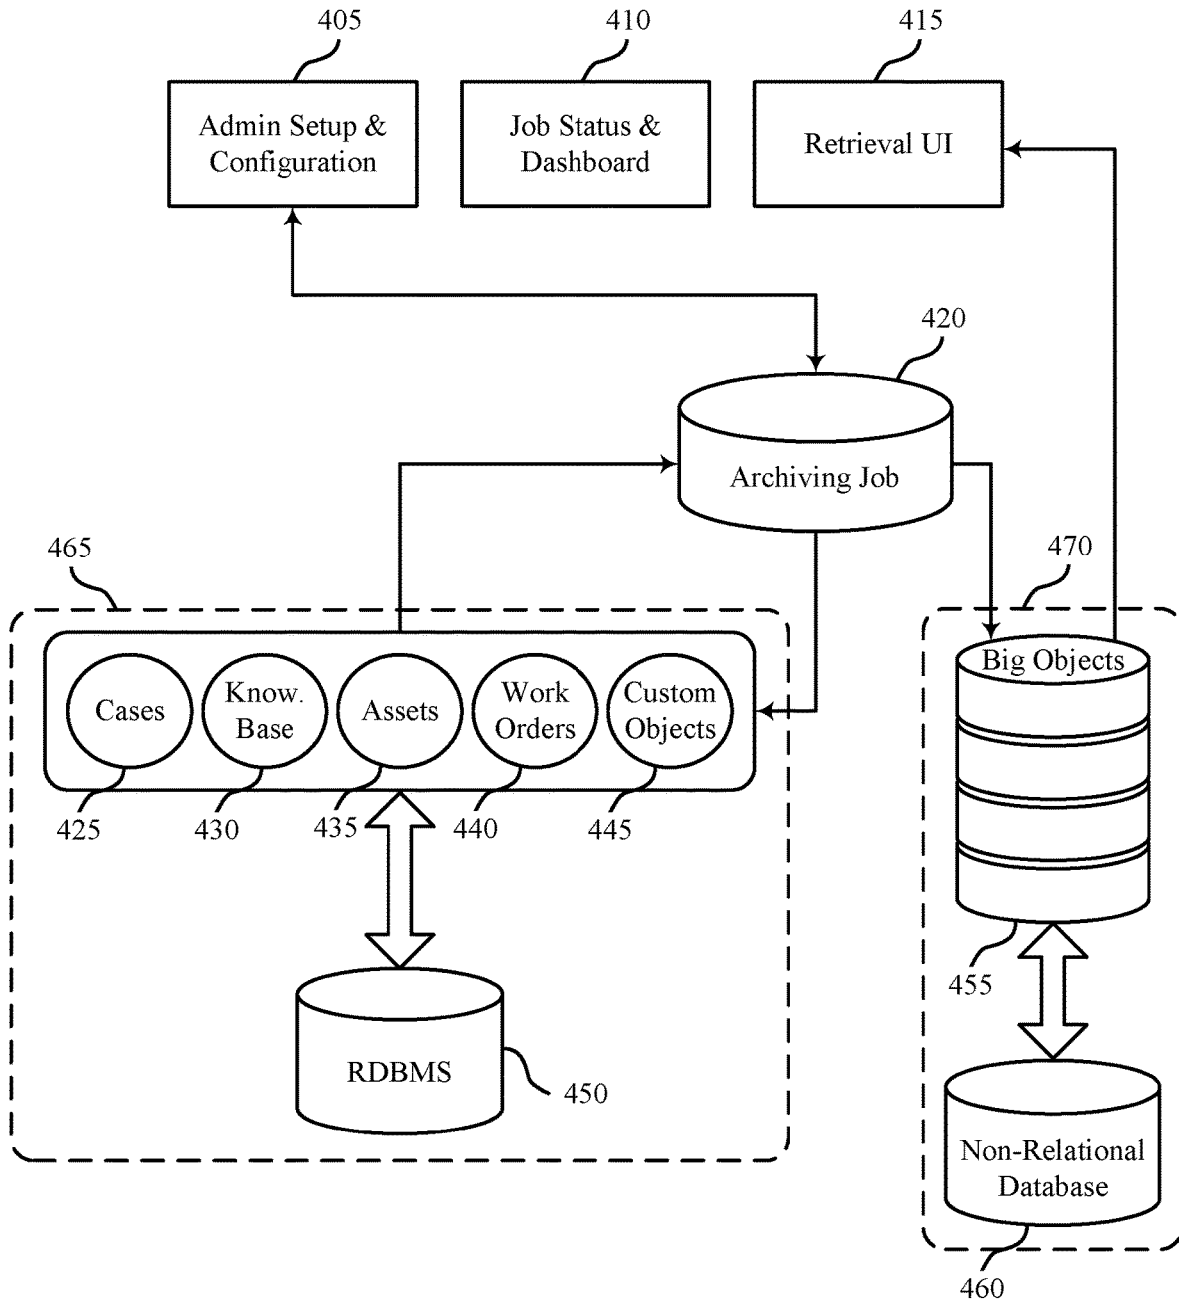 405
410
415
Admin Setup &
Configuration
Job Status &
Dashboard
Retrieval UI
420
Archiving Job
465
470
Cases
Know.
Base
Assets
Work
Orders
Custom
Objects
Big Objects
425
430
435
440
445
455
RDBMS
450
Non-Relational
Database
460